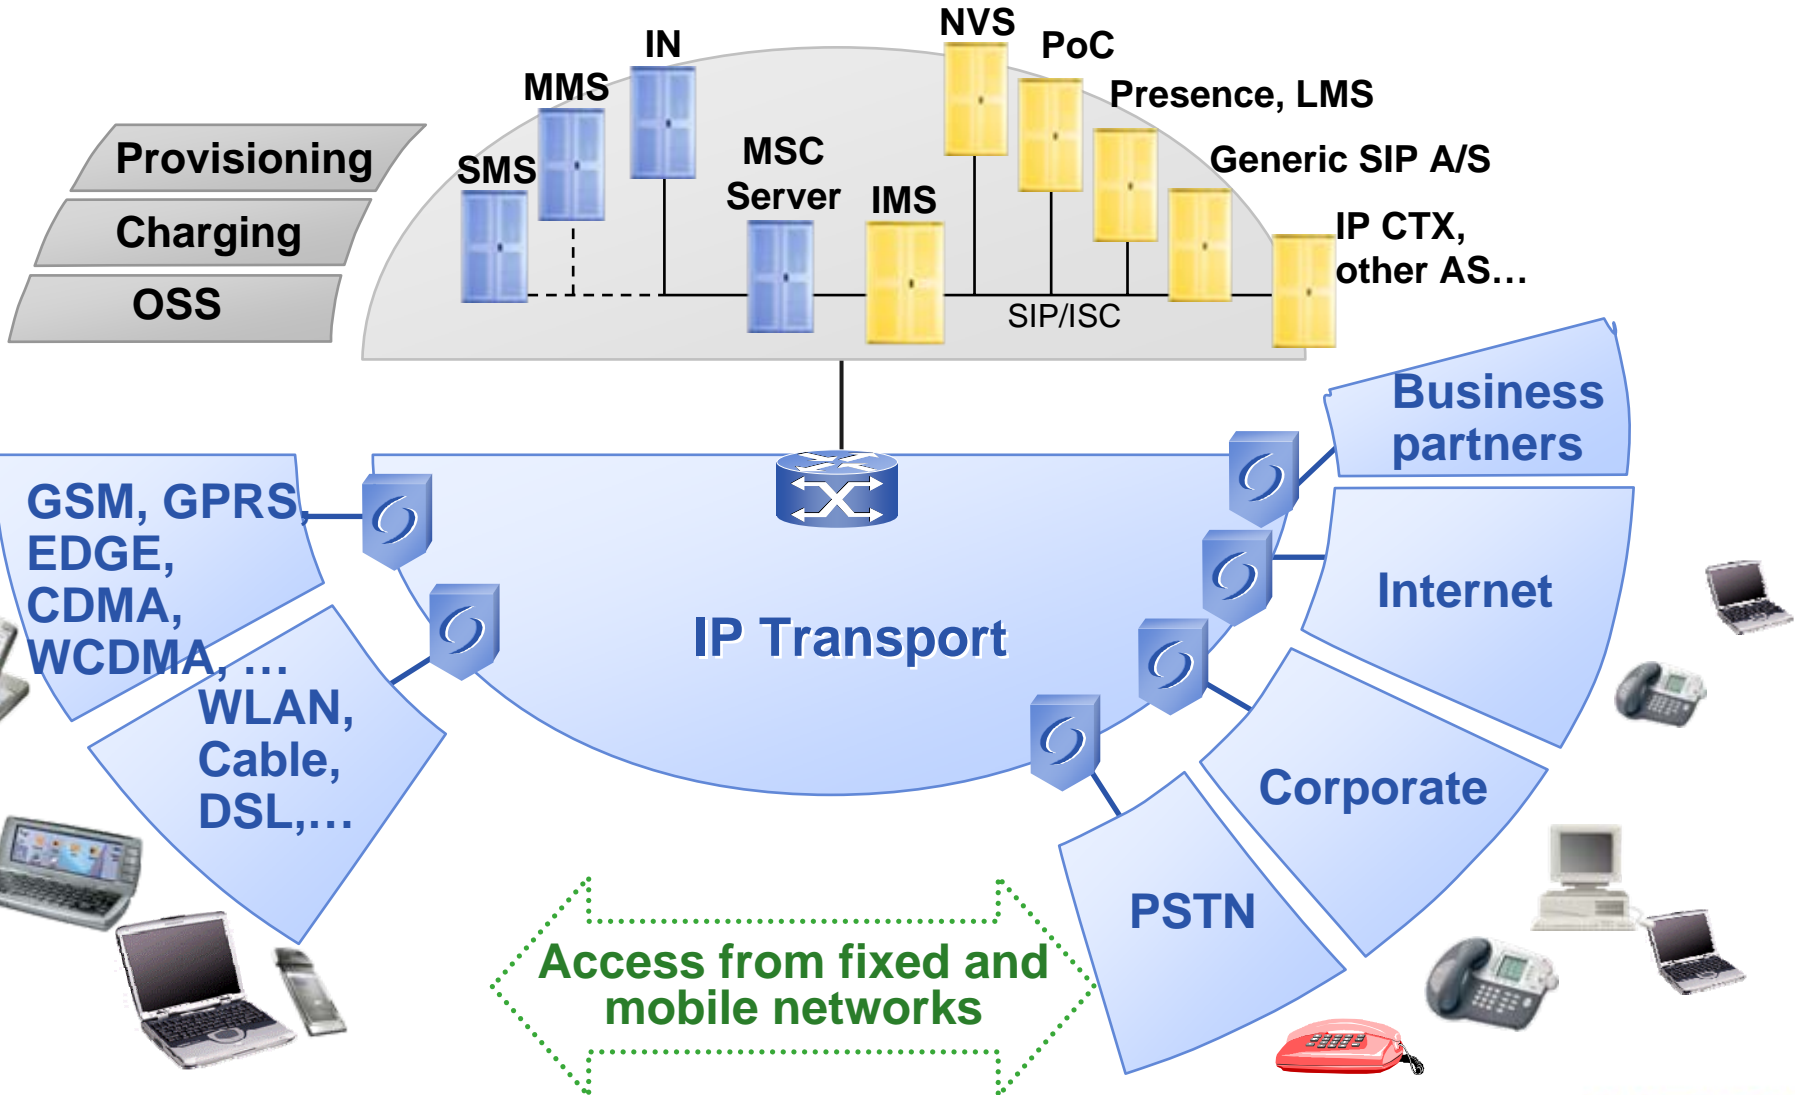 NVS
IN
PoC
MMS
Presence, LMS
MSC
Server
Provisioning
SMS
Generic SIP A/S
IMS
Charging
IP CTX,
other AS…
OSS
SIP/ISC
Business
partners
GSM, GPRS,
EDGE,
CDMA,
WCDMA, …
Internet
IP Transport
WLAN,
Cable,
DSL,…
Corporate
PSTN
Access from fixed and
mobile networks